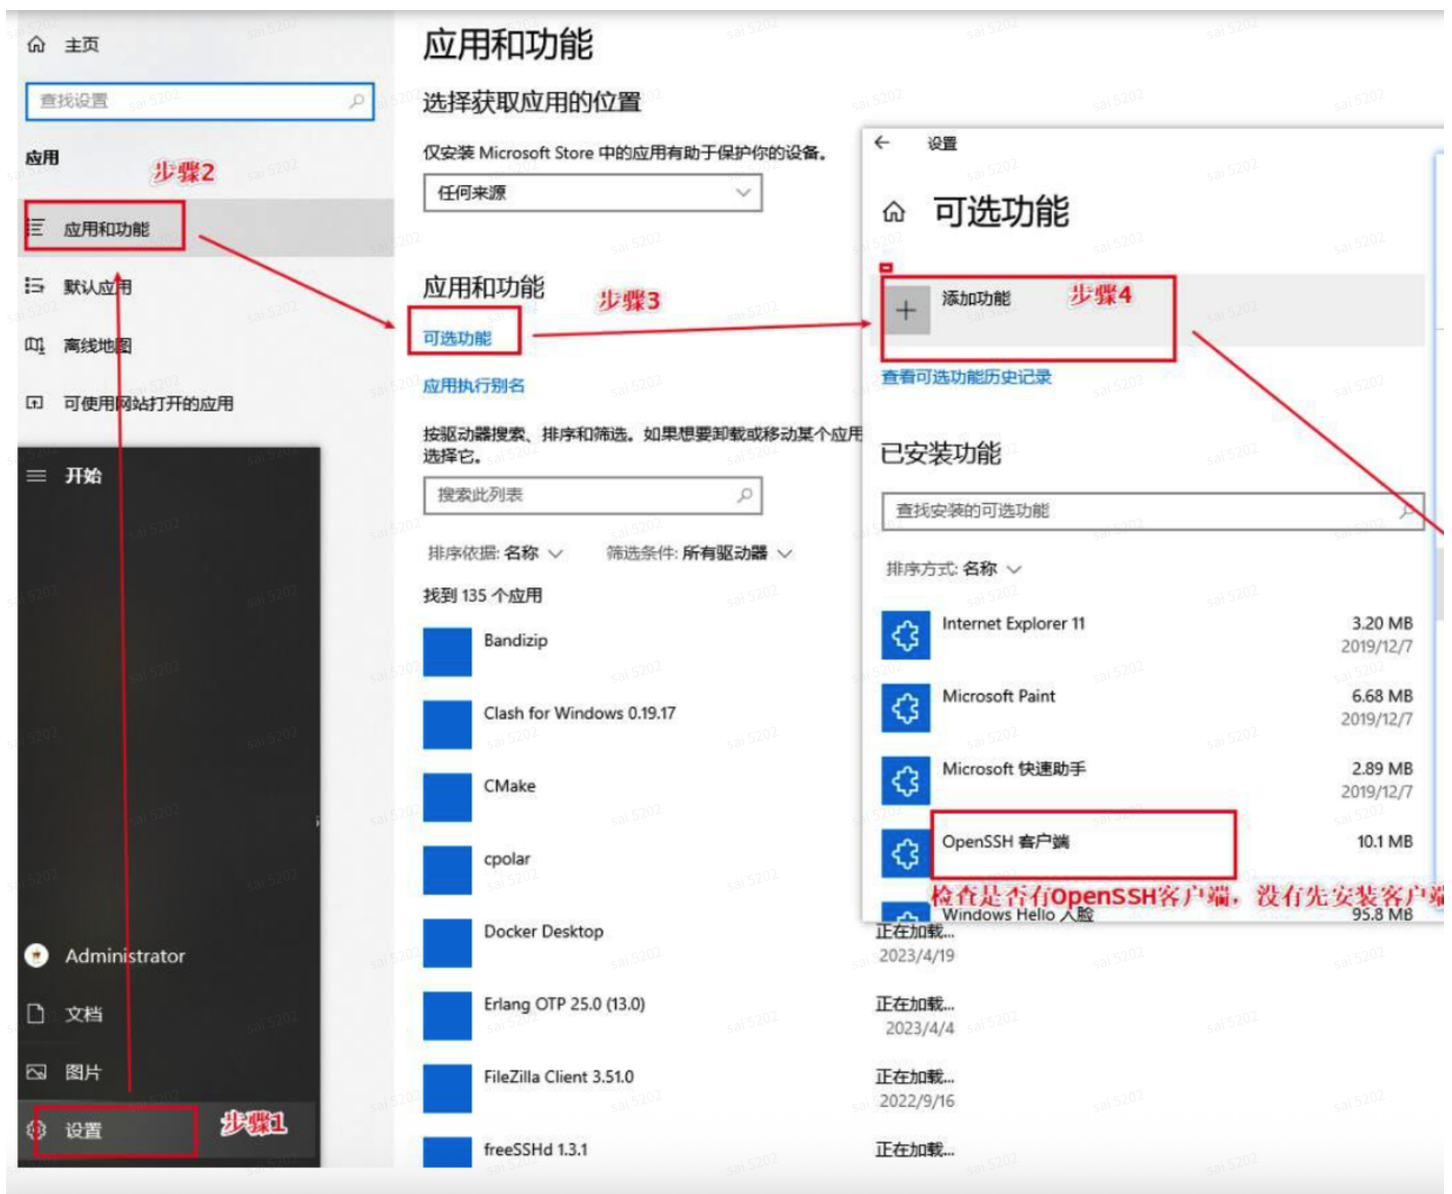 主页
查找设置
应用
步骤2
应用和功能
默认应用
离线地图
可使用网站打开的应用
开始
Administrator
文档
图片
设置
步骤1
应用和功能
选择获取应用的位置
仅安装 Microsoft Store 中的应用有助于保护你的设备。
任何来源
应用和功能
步骤3
可选功能
应用执行别名
按驱动器搜索、排序和筛选。如果想要卸载或移动某个应用
选择它。
搜索此列表
排序依据: 名称 筛选条件: 所有驱动器
找到 135 个应用
Bandizip
Clash for Windows 0.19.17
CMake
cpolar
Docker Desktop
正在加载...
2023/4/19
Erlang OTP 25.0 (13.0)
正在加载...
2023/4/4
FileZilla Client 3.51.0
正在加载...
2022/9/16
freeSSHd 1.3.1
正在加载...
设置
可选功能
添加功能
步骤4
查看可选功能历史记录
已安装功能
查找安装的可选功能
排序方式: 名称
Internet Explorer 11
3.20 MB
2019/12/7
Microsoft Paint
6.68 MB
2019/12/7
Microsoft 快速助手
2.89 MB
2019/12/7
OpenSSH 客户端
10.1 MB
检查是否有OpenSSH客户端，没有先安装客户端
Windows Hello 人脸
95.8 MB
sai 5202